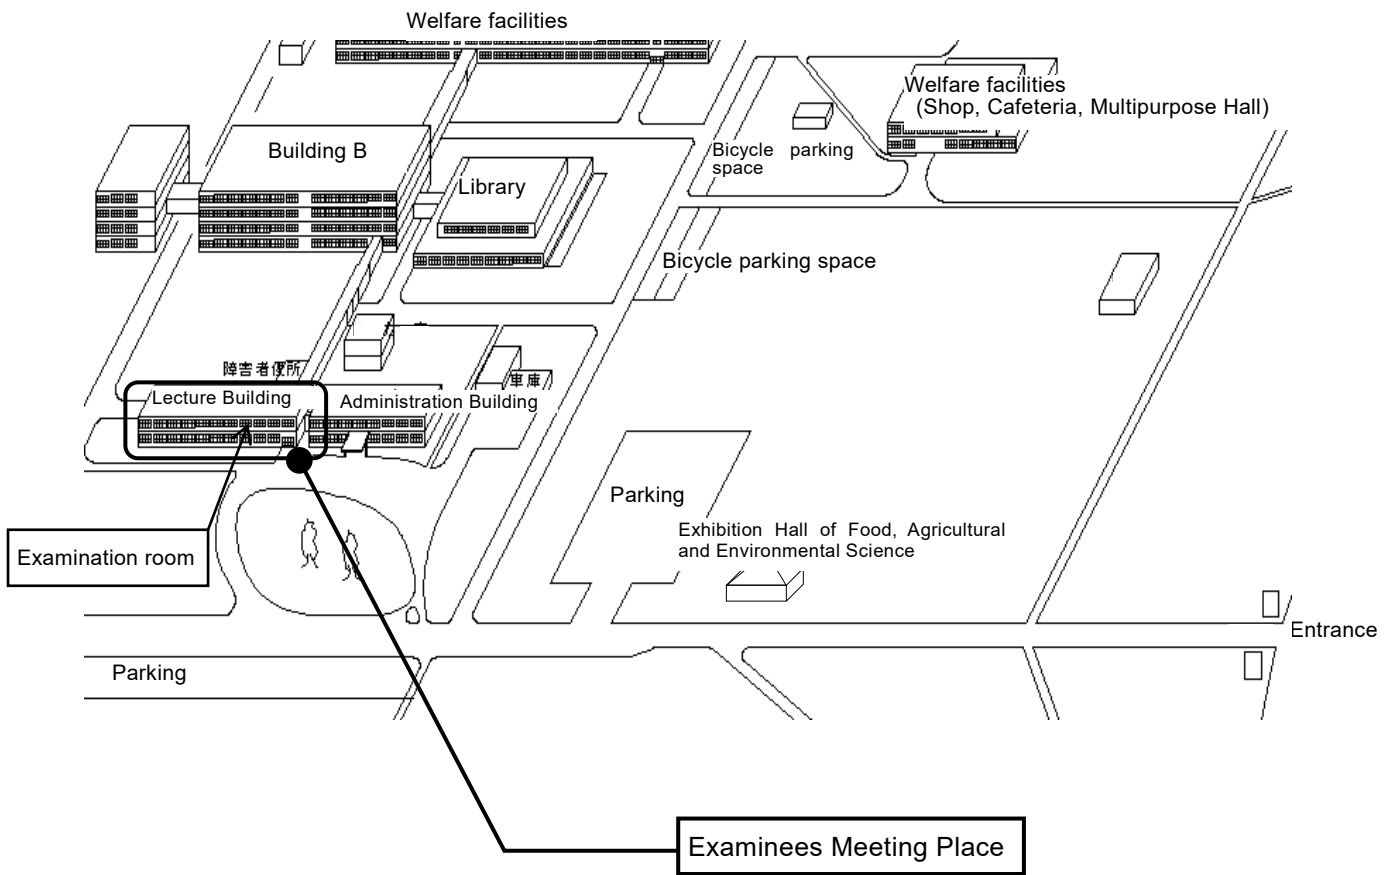 Welfare facilities
Welfare facilities
(Shop, Cafeteria, Multipurpose Hall)
Building B
Bicycle parking
space
Library
Bicycle parking space
障害者便所
車庫
Lecture Building
Administration Building
Parking
Exhibition Hall of Food, Agricultural
and Environmental Science
Examination room
Entrance
Parking
Examinees Meeting Place